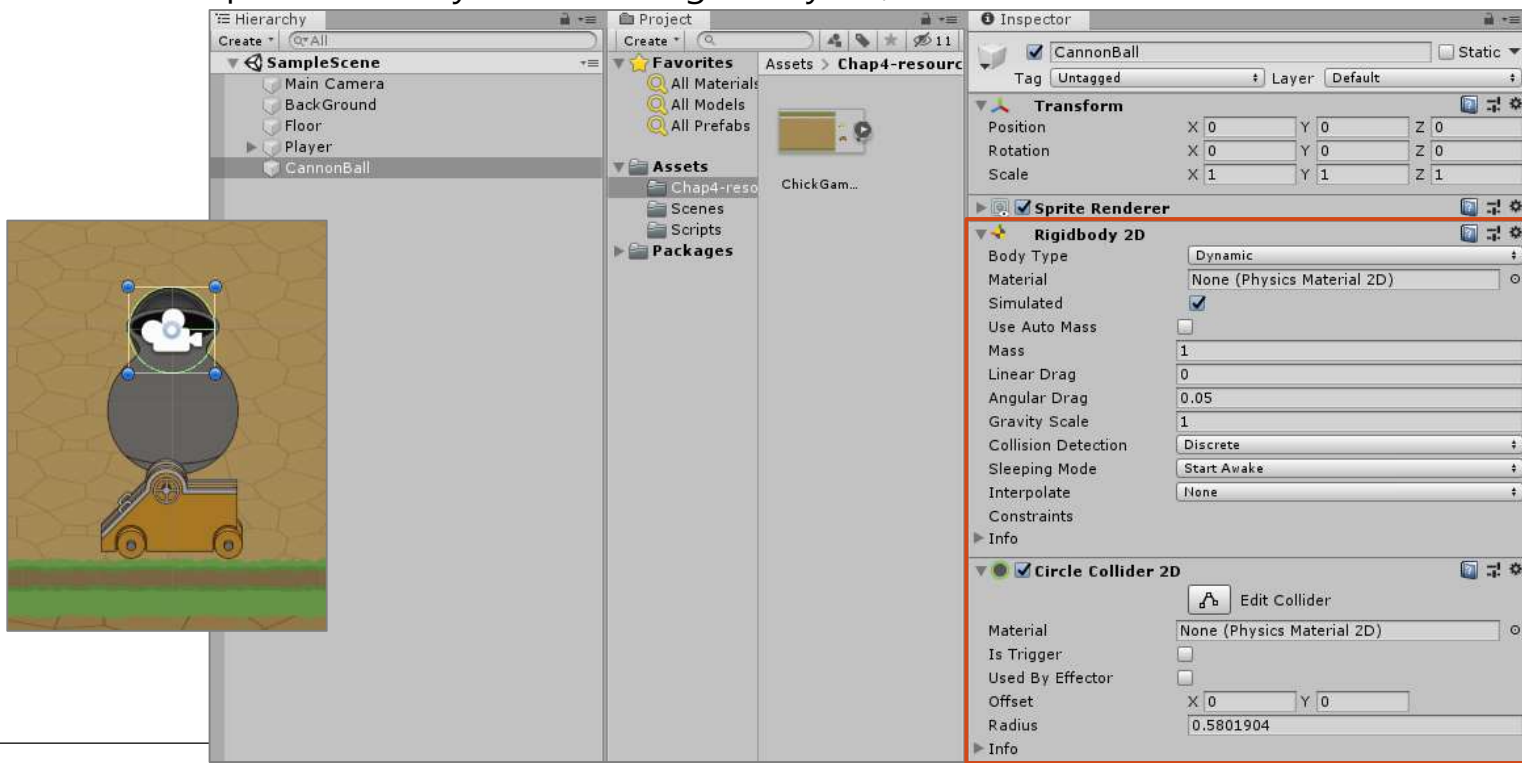 Hierarchy
Create
All
SampleScene
Main Camera
BackGround
Floor
Player
CannonBall
Project
Create
11
Favorites
All Materials
All Models
All Prefabs
Assets
Chap4-reso
Scenes
Scripts
Packages
Assets > Chap4-resourc
ChickGam...
Inspector
CannonBall
Static
Tag Untagged Layer Default
Transform
Position X 0 Y 0 Z 0
Rotation X 0 Y 0 Z 0
Scale X 1 Y 1 Z 1
Sprite Renderer
Rigidbody 2D
Body Type Dynamic
Material None (Physics Material 2D)
Simulated
Use Auto Mass
Mass 1
Linear Drag 0
Angular Drag 0.05
Gravity Scale 1
Collision Detection Discrete
Sleeping Mode Start Awake
Interpolate None
Constraints
Info
Circle Collider 2D
Edit Collider
Material None (Physics Material 2D)
Is Trigger
Used By Effector
Offset X 0 Y 0
Radius 0.5801904
Info